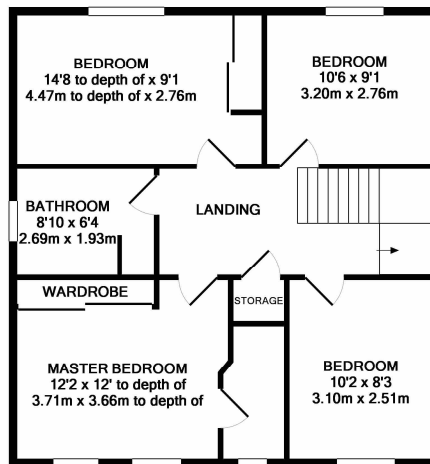 BEDROOM
14'8 to depth of x 9'1
4.47m to depth of x 2.76m
BEDROOM
10'6 x 9'1
3.20m x 2.76m
BATHROOM
8'10 x 6'4
2.69m x 1.93m
LANDING
WARDROBE
STORAGE
MASTER BEDROOM
12'2 x 12' to depth of
3.71m x 3.66m to depth of
BEDROOM
10'2 x 8'3
3.10m x 2.51m